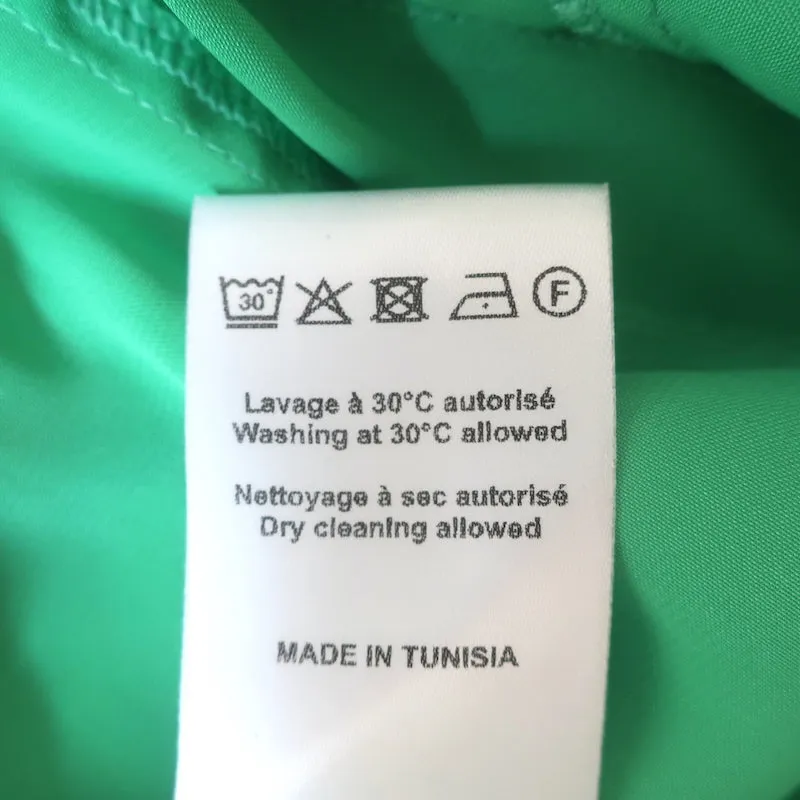 30°
F
Lavage à 30°C autorisé
Washing at 30°C allowed
Nettoyage à sec autorisé
Dry cleaning allowed
MADE IN TUNISIA